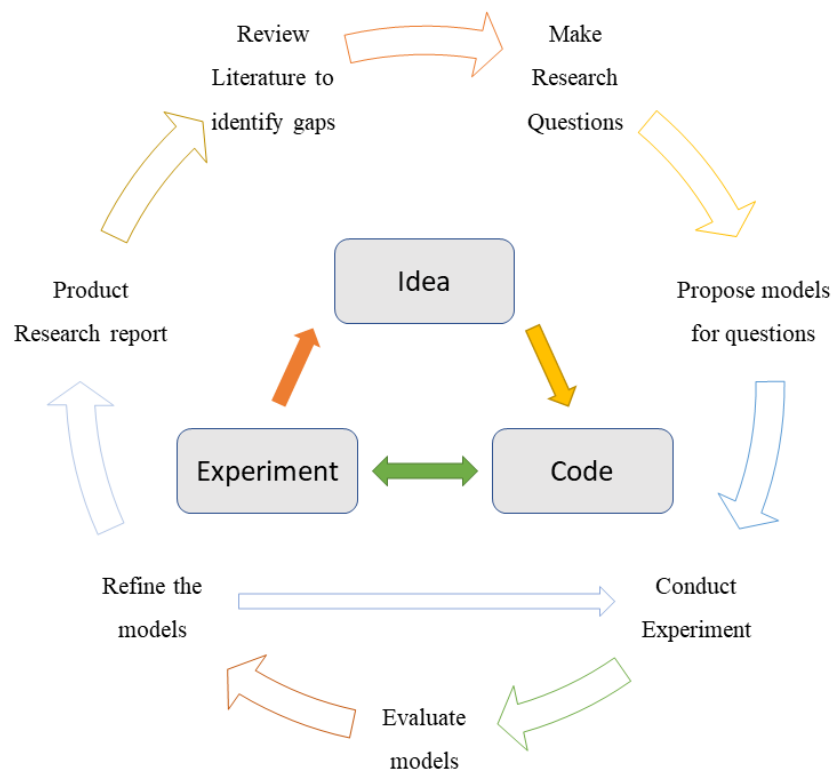 Review
Literature to
identify gaps
Make
Research
Questions
Propose models
for questions
Conduct
Experiment
Evaluate
models
Refine the
models
Product
Research report
Idea
Code
Experiment